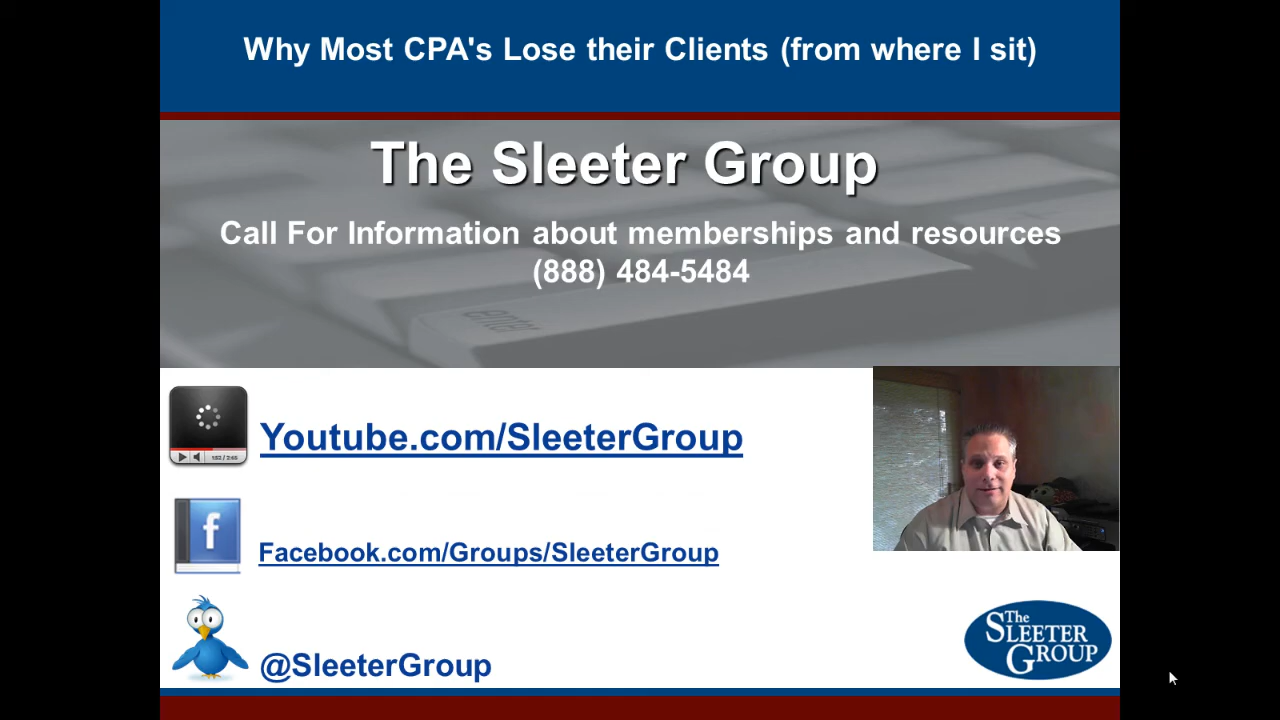 Why Most CPA's Lose their Clients (from where I sit)
The Sleeter Group
Call For Information about memberships and resources
(888) 484-5484
enter
Youtube.com/SleeterGroup
f
Facebook.com/Groups/SleeterGroup
@SleeterGroup
The
SLEETER
GROUP